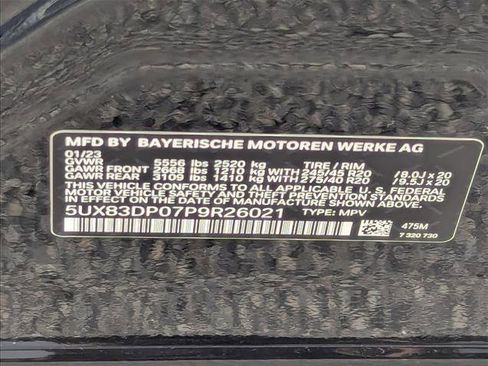 MFD BY BAYERISCHE MOTOREN WERKE AG
01/23 TIRE / RIM
GVWR 5556 lbs 2520 kg
GAWR FRONT 2668 lbs 1210 kg WITH 245/45 R20 / 8.0J x 20
GAWR REAR 3109 lbs 1410 kg WITH 275/40 R20 / 9.5J x 20
THIS VEHICLE CONFORMS TO ALL APPLICABLE U.S. FEDERAL
MOTOR VEHICLE SAFETY AND THEFT PREVENTION STANDARDS
IN EFFECT ON THE DATE OF MANUFACTURE SHOWN ABOVE.
5UX83DP07P9R26021 TYPE: MPV
475M
7 320 730